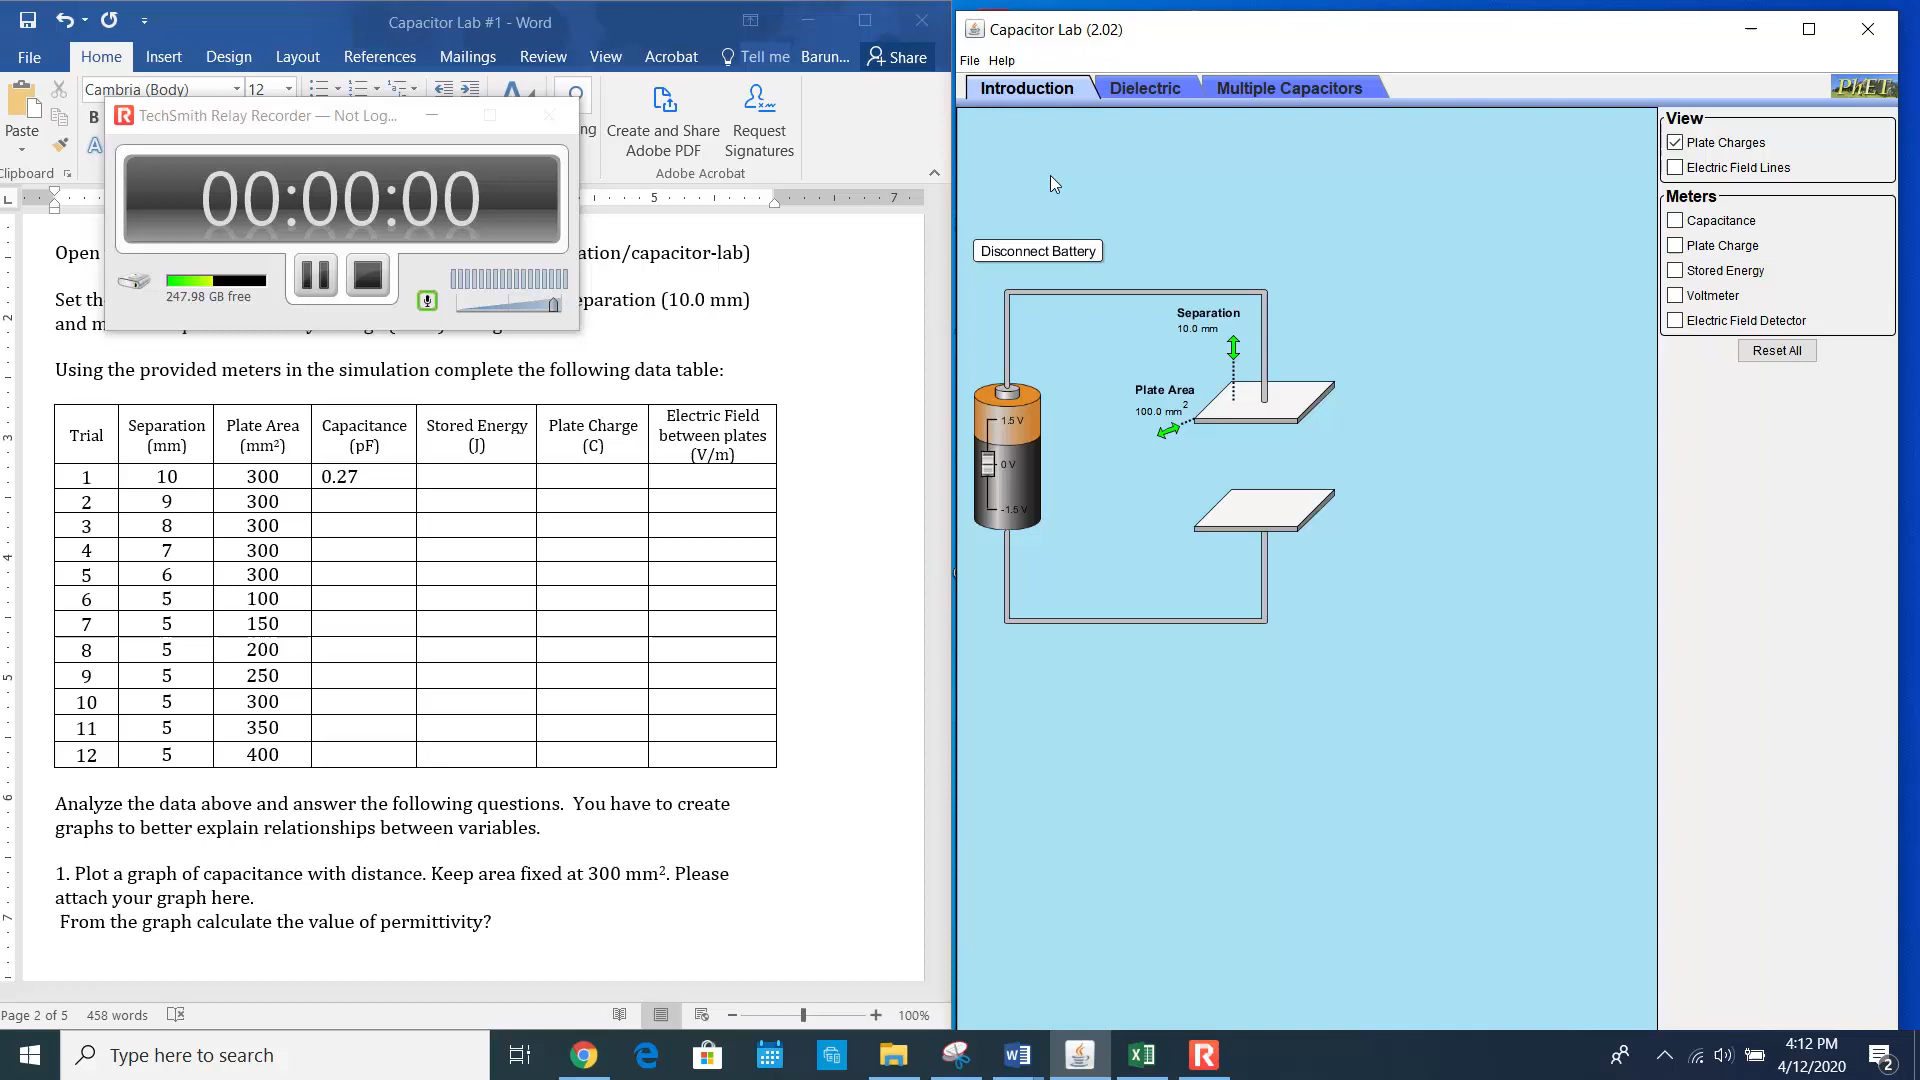 Capacitor Lab #1 - Word
File Home Insert Design Layout References Mailings Review View Acrobat Tell me Barun... Share
Cambria (Body) 12
Paste
B
Clipboard
Create and Share
Adobe PDF
Request
Signatures
Adobe Acrobat
TechSmith Relay Recorder — Not Log...
00:00:00
247.98 GB free
5 7
Open ation/capacitor-lab)
Set th eparation (10.0 mm)
Using the provided meters in the simulation complete the following data table:
Trial Separation (mm) Plate Area (mm²) Capacitance (pF) Stored Energy (J) Plate Charge (C) Electric Field between plates (V/m)
1 10 300 0.27
2 9 300
3 8 300
4 7 300
5 6 300
6 5 100
7 5 150
8 5 200
9 5 250
10 5 300
11 5 350
12 5 400
Analyze the data above and answer the following questions. You have to create
graphs to better explain relationships between variables.
1. Plot a graph of capacitance with distance. Keep area fixed at 300 mm². Please
attach your graph here.
From the graph calculate the value of permittivity?
Page 2 of 5 458 words 100%
Capacitor Lab (2.02)
File Help
Introduction Dielectric Multiple Capacitors
PhET
Disconnect Battery
Separation
10.0 mm
Plate Area
100.0 mm²
1.5 V
0 V
-1.5 V
View
Plate Charges
Electric Field Lines
Meters
Capacitance
Plate Charge
Stored Energy
Voltmeter
Electric Field Detector
Reset All
Type here to search
4:12 PM
4/12/2020
2